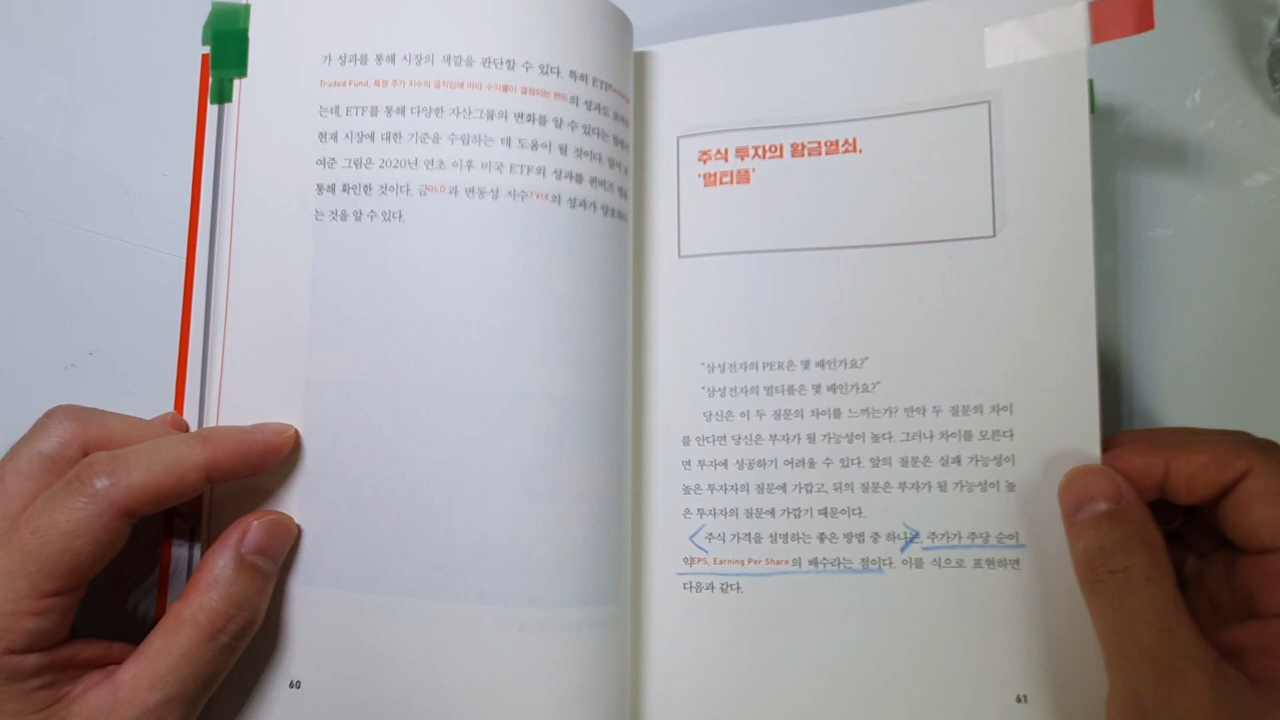 가 성과를 통해 시장의 색깔을 판단할 수 있다. 특히 ETF
Traded Fund, 특정 주가 지수의 움직임에 따라 수익률이 결정되는 펀드의 성과도
는데, ETF를 통해 다양한 자산그룹의 변화를 알 수 있다는
현재 시장에 대한 기준을 수립하는 데 도움이 될 것이다.
여준 그림은 2020년 연초 이후 미국 ETF의 성과를 핀비즈
통해 확인한 것이다. 금GLD과 변동성 지수TVIX의 성과가
는 것을 알 수 있다.
60
주식 투자의 황금열쇠,
‘멀티플’
“삼성전자의 PER은 몇 배인가요?”
“삼성전자의 멀티플은 몇 배인가요?”
당신은 이 두 질문의 차이를 느끼는가? 만약 두 질문의 차이
를 안다면 당신은 부자가 될 가능성이 높다. 그러나 차이를 모른다
면 투자에 성공하기 어려울 수 있다. 앞의 질문은 실패 가능성이
높은 투자자의 질문에 가깝고, 뒤의 질문은 부자가 될 가능성이 높
은 투자자의 질문에 가깝기 때문이다.
주식 가격을 설명하는 좋은 방법 중 하나는, 주가가 주당 순이
익EPS, Earning Per Share의 배수라는 점이다. 이를 식으로 표현하면
다음과 같다.
61